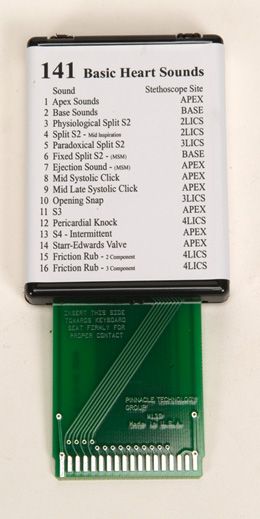 141 Basic Heart Sounds
Sound Stethoscope Site
1 Apex Sounds APEX
2 Base Sounds BASE
3 Physiological Split S2 2LICS
4 Split S2 - Mid Inspiration 2LICS
5 Paradoxical Split S2 3LICS
6 Fixed Split S2 - (MSM) BASE
7 Ejection Sound - (MSM) APEX
8 Mid Systolic Click APEX
9 Mid Late Systolic Click APEX
10 Opening Snap 3LICS
11 S3 APEX
12 Pericardial Knock 4LICS
13 S4 - Intermittent APEX
14 Starr-Edwards Valve APEX
15 Friction Rub - 2 Component 4LICS
16 Friction Rub - 3 Component 4LICS
INSERT THIS SIDE
TOWARDS KEYBOARD
SEAT FIRMLY FOR
PROPER CONTACT
PINNACLE TECHNOLOGY
GROUP
Made in